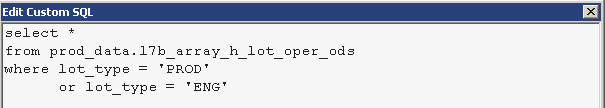 Edit Custom SQL
select *
from prod_data.l7b_array_h_lot_oper_ods
where lot_type = 'PROD'
or lot_type = 'ENG'